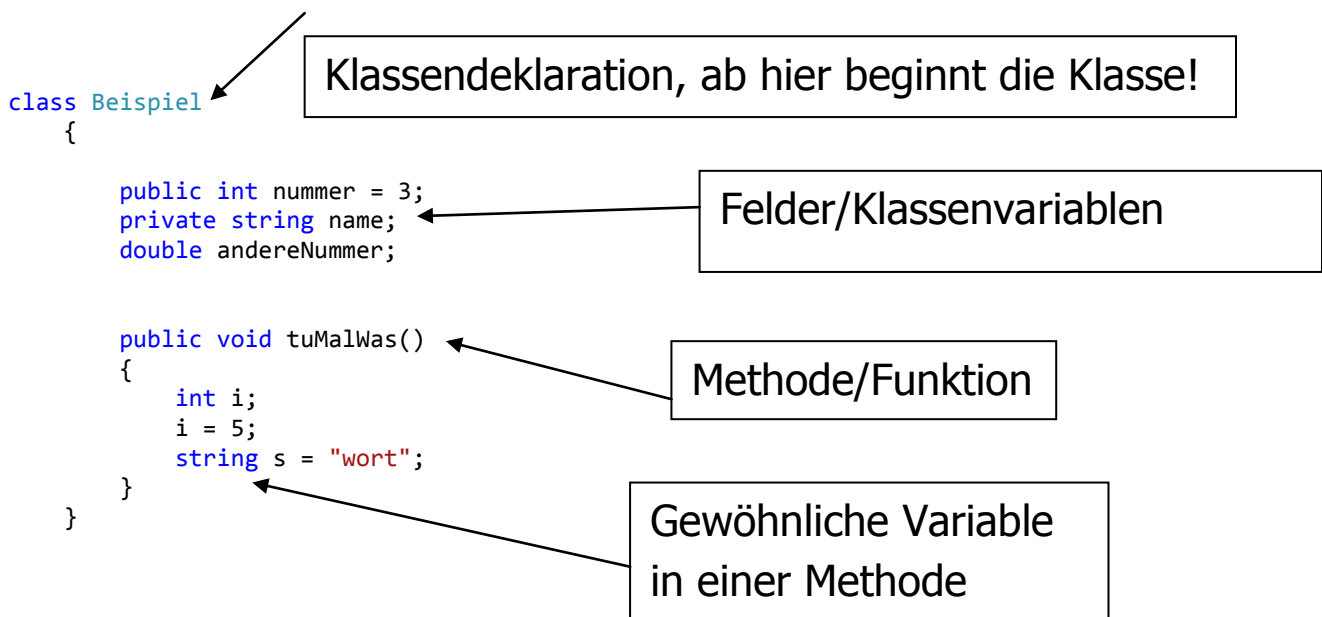 Klassendeklaration, ab hier beginnt die Klasse!
class Beispiel
{
public int nummer = 3;
private string name;
double andereNummer;
Felder/Klassenvariablen
public void tuMalWas()
{
int i;
i = 5;
string s = "wort";
}
}
Methode/Funktion
Gewöhnliche Variable
in einer Methode